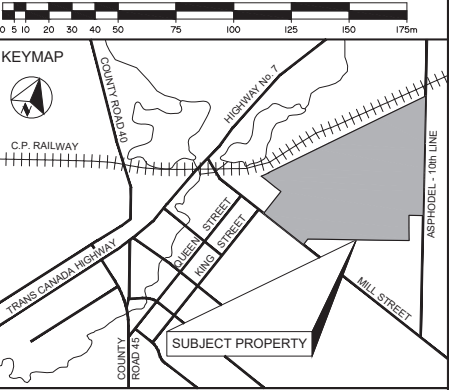 0 5 10 20 30 40 50 75 100 125 150 175m
KEYMAP
COUNTY ROAD 40
HIGHWAY No. 7
C.P. RAILWAY
ASPHODEL - 10th LINE
QUEEN STREET
KING STREET
TRANS CANADA HIGHWAY
MILL STREET
SUBJECT PROPERTY
COUNTY
ROAD 45